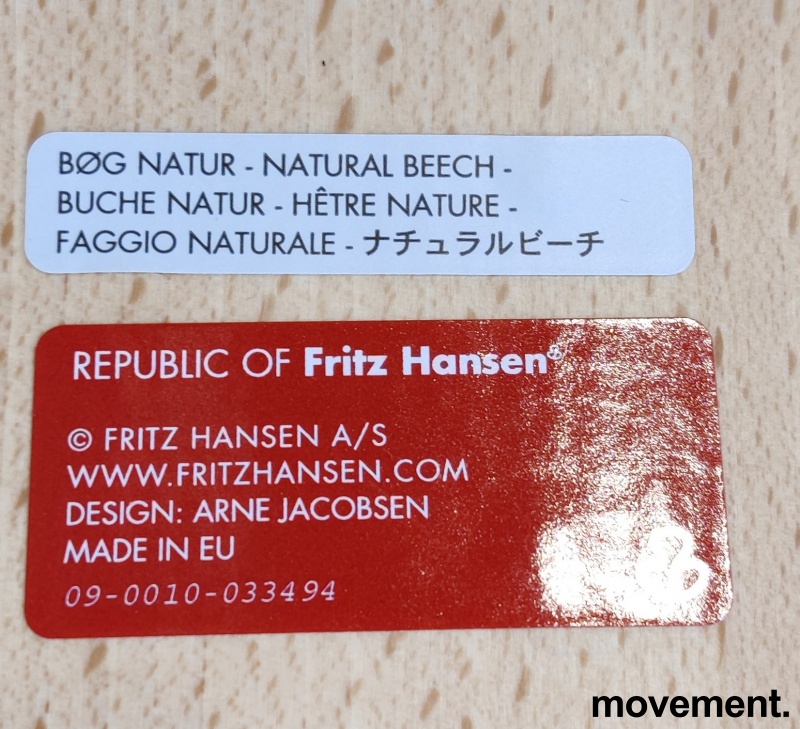 BØG NATUR - NATURAL BEECH -
BUCHE NATUR - HÊTRE NATURE -
FAGGIO NATURALE - ナチュラルビーチ
REPUBLIC OF Fritz Hansen®
© FRITZ HANSEN A/S
WWW.FRITZHANSEN.COM
DESIGN: ARNE JACOBSEN
MADE IN EU
09-0010-033494
movement.